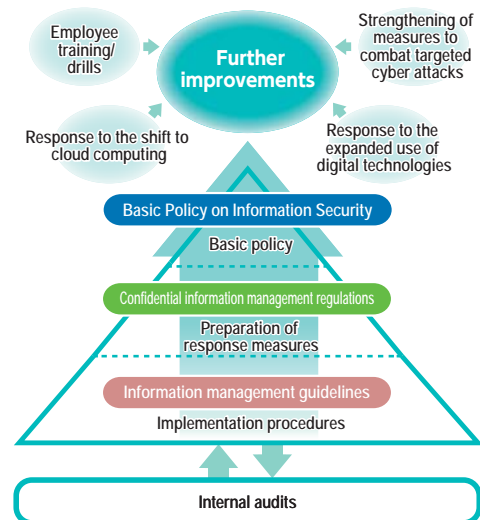 Employee
training/
drills
Further
improvements
Strengthening of
measures to
combat targeted
cyber attacks
Response to the shift to
cloud computing
Response to the
expanded use of
digital technologies
Basic Policy on Information Security
Basic policy
Confidential information management regulations
Preparation of
response measures
Information management guidelines
Implementation procedures
Internal audits